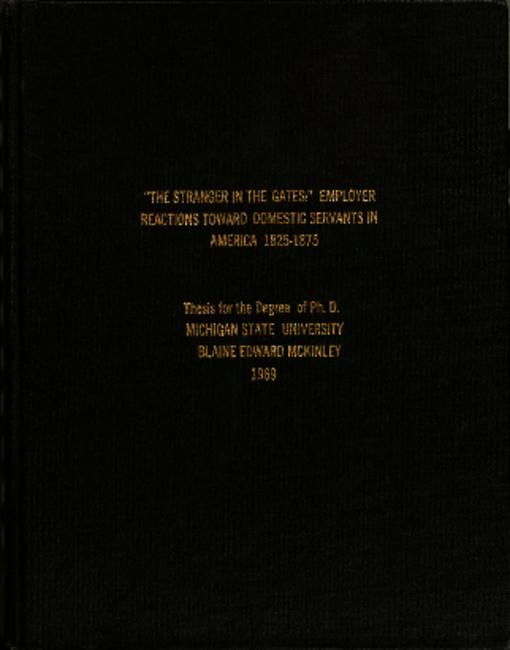 "THE STRANGER IN THE GATES:" EMPLOYER
REACTIONS TOWARD DOMESTIC SERVANTS IN
AMERICA 1825-1875
Thesis for the Degree of Ph. D.
MICHIGAN STATE UNIVERSITY
BLAINE EDWARD MCKINLEY
1969